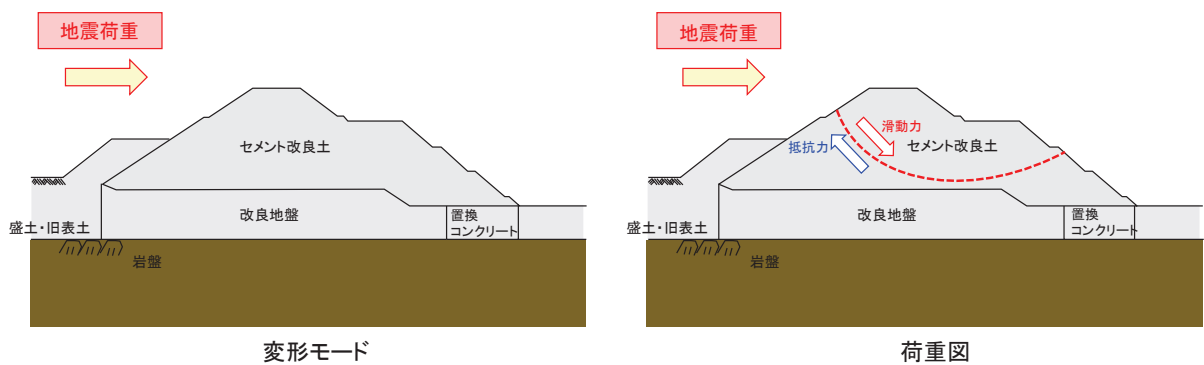 地震荷重
セメント改良土
改良地盤
置換
コンクリート
盛土・旧表土
岩盤
変形モード
地震荷重
滑動力
抵抗力
セメント改良土
改良地盤
置換
コンクリート
盛土・旧表土
岩盤
荷重図